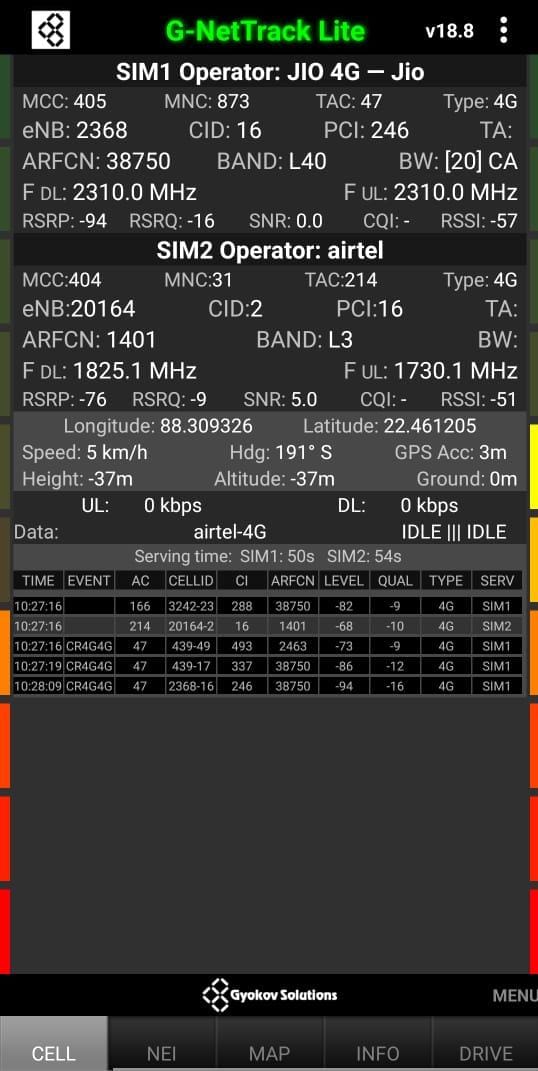 G-NetTrack Lite v18.8
SIM1 Operator: JIO 4G — Jio
MCC: 405 MNC: 873 TAC: 47 Type: 4G
eNB: 2368 CID: 16 PCI: 246 TA:
ARFCN: 38750 BAND: L40 BW: [20] CA
F DL: 2310.0 MHz F UL: 2310.0 MHz
RSRP: -94 RSRQ: -16 SNR: 0.0 CQI: - RSSI: -57
SIM2 Operator: airtel
MCC:404 MNC:31 TAC:214 Type: 4G
eNB:20164 CID:2 PCI:16 TA:
ARFCN: 1401 BAND: L3 BW:
F DL: 1825.1 MHz F UL: 1730.1 MHz
RSRP: -76 RSRQ: -9 SNR: 5.0 CQI: - RSSI: -51
Longitude: 88.309326 Latitude: 22.461205
Speed: 5 km/h Hdg: 191° S GPS Acc: 3m
Height: -37m Altitude: -37m Ground: 0m
UL: 0 kbps DL: 0 kbps
Data: airtel-4G IDLE ||| IDLE
Serving time: SIM1: 50s SIM2: 54s
TIME EVENT AC CELLID CI ARFCN LEVEL QUAL TYPE SERV
10:27:16 166 3242-23 288 38750 -82 -9 4G SIM1
10:27:16 214 20164-2 16 1401 -68 -10 4G SIM2
10:27:16 CR4G4G 47 439-49 493 2463 -73 -9 4G SIM1
10:27:19 CR4G4G 47 439-17 337 38750 -86 -12 4G SIM1
10:28:09 CR4G4G 47 2368-16 246 38750 -94 -16 4G SIM1
Gyokov Solutions MENU
CELL NEI MAP INFO DRIVE